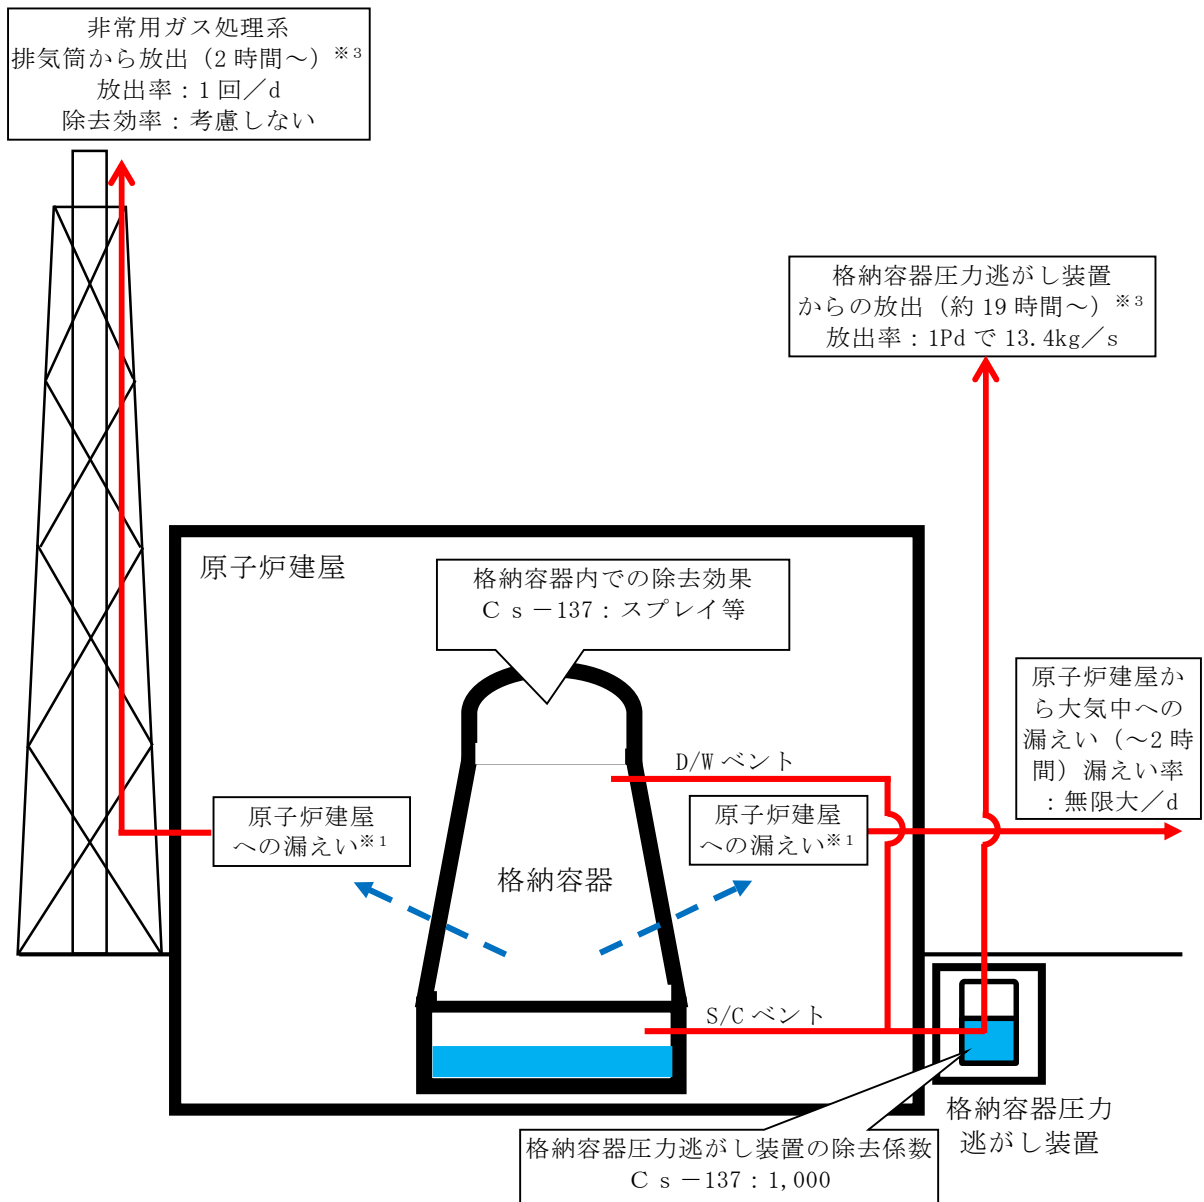 非常用ガス処理系
排気筒から放出（2 時間～）※3
放出率：1 回／d
除去効率：考慮しない
格納容器圧力逃がし装置
からの放出（約 19 時間～）※3
放出率：1Pd で 13.4kg／s
原子炉建屋
格納容器内での除去効果
Ｃｓ－137：スプレイ等
原子炉建屋か
ら大気中への
漏えい（～2 時
間）漏えい率
：無限大／d
D/W ベント
原子炉建屋
への漏えい※1
原子炉建屋
への漏えい※1
格納容器
S/C ベント
格納容器圧力
逃がし装置
格納容器圧力逃がし装置の除去係数
Ｃｓ－137：1,000